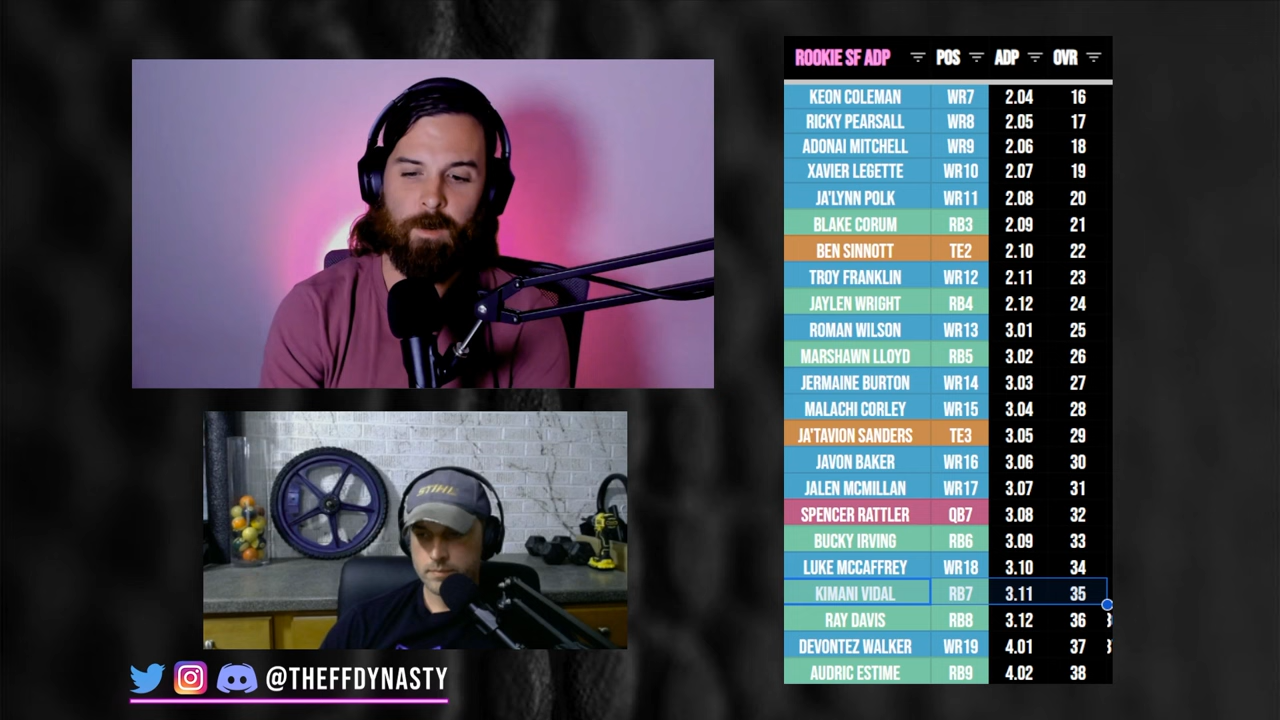 ROOKIE SF ADP POS ADP OVR
KEON COLEMAN WR7 2.04 16
RICKY PEARSALL WR8 2.05 17
ADONAI MITCHELL WR9 2.06 18
XAVIER LEGETTE WR10 2.07 19
JA'LYNN POLK WR11 2.08 20
BLAKE CORUM RB3 2.09 21
BEN SINNOTT TE2 2.10 22
TROY FRANKLIN WR12 2.11 23
JAYLEN WRIGHT RB4 2.12 24
ROMAN WILSON WR13 3.01 25
MARSHAWN LLOYD RB5 3.02 26
JERMAINE BURTON WR14 3.03 27
MALACHI CORLEY WR15 3.04 28
JA'TAVION SANDERS TE3 3.05 29
JAVON BAKER WR16 3.06 30
JALEN MCMILLAN WR17 3.07 31
SPENCER RATTLER QB7 3.08 32
BUCKY IRVING RB6 3.09 33
LUKE MCCAFFREY WR18 3.10 34
KIMANI VIDAL RB7 3.11 35
RAY DAVIS RB8 3.12 36
DEVONTEZ WALKER WR19 4.01 37
AUDRIC ESTIME RB9 4.02 38
STIHL
@THEFFDYNASTY